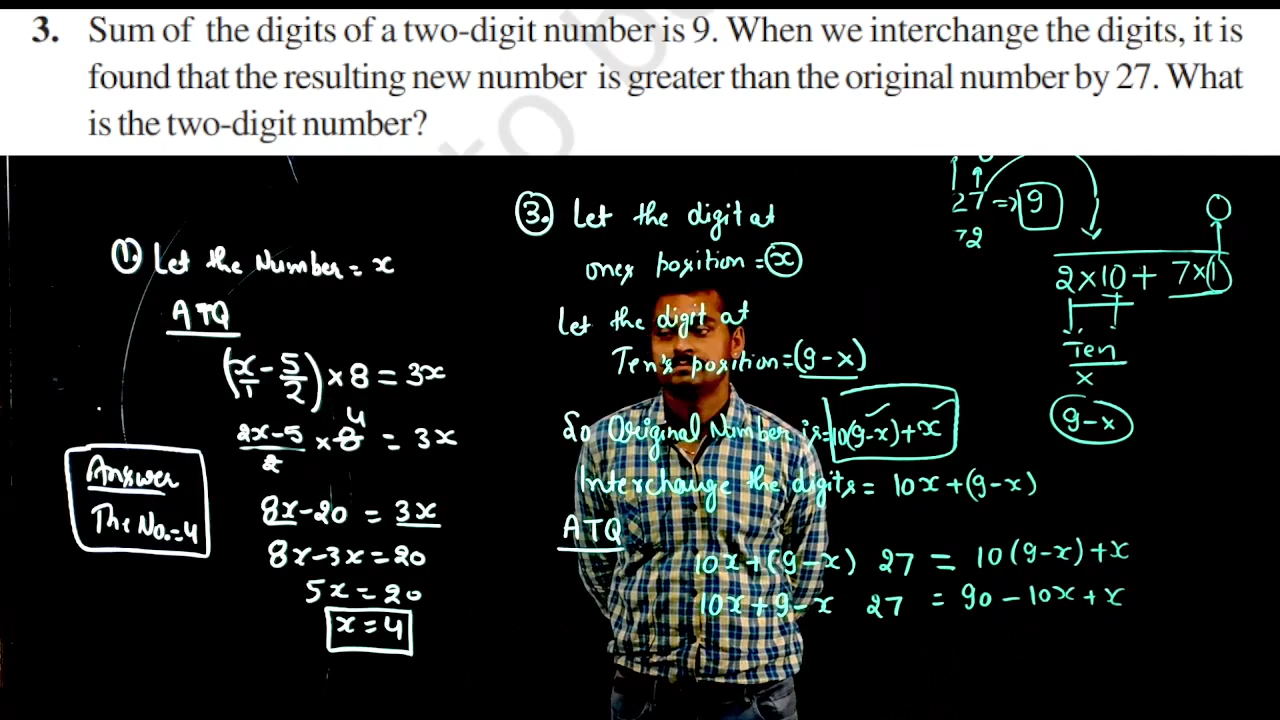 3. Sum of the digits of a two-digit number is 9. When we interchange the digits, it is
found that the resulting new number is greater than the original number by 27. What
is the two-digit number?
to b
① Let the Number = x
ATQ
(x/1 - 5/2) × 8 = 3x
4
2x-5/2 × 8 = 3x
8x-20 = 3x
8x-3x=20
5x=20
x=4
Answer
The No.=4
③. Let the digit at
ones position = x
Let the digit at
Ten's position=(9-x)
So Original Number is=10(9-x)+x
Interchange the digits= 10x+(9-x)
ATQ
10x+(9-x) 27 = 10(9-x)+x
10x+9-x 27 = 90-10x+x
27 => 9
72
2×10+ 7×1
Ten
x
9-x